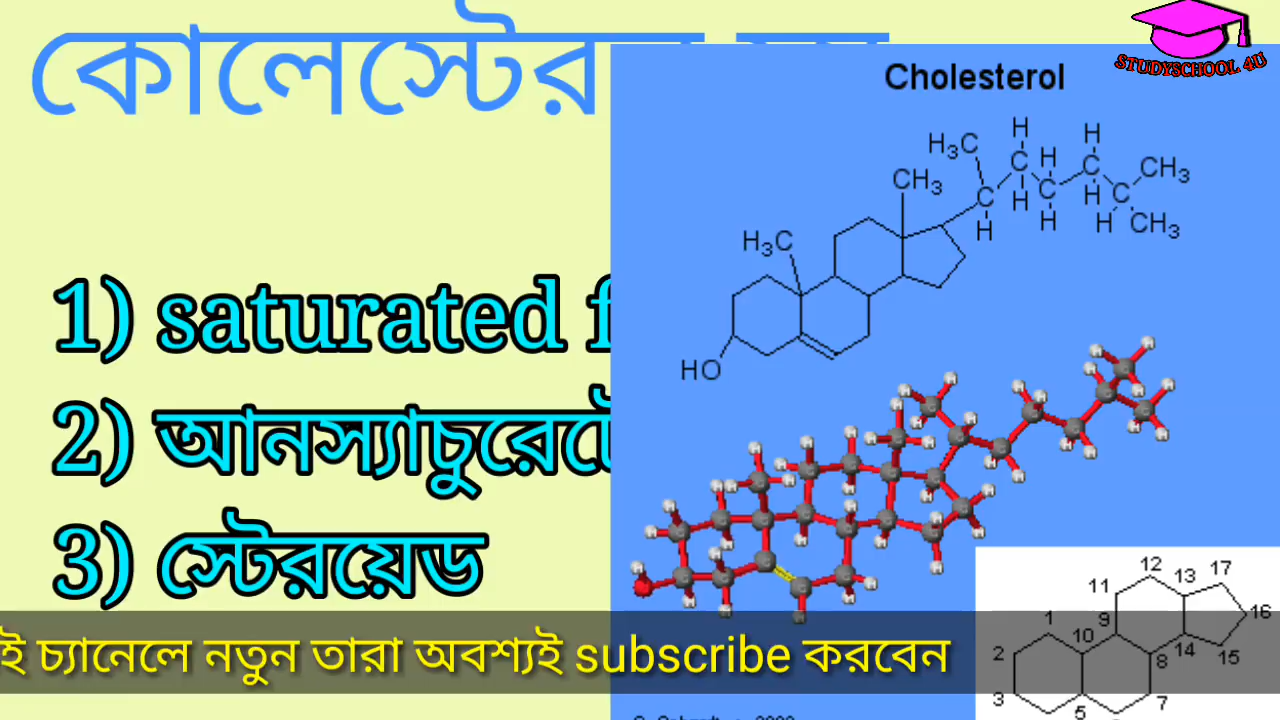 কোলেস্টের
1) saturated f
2) আনস্যাচুরেটে
3) স্টেরয়েড
ই চ্যানেলে নতুন তারা অবশ্যই subscribe করবেন
STUDYSCHOOL 4U
Cholesterol
H₃C
CH₃
H₃C
H
C
H
H
C
H
C
H
H
C
H
C
H
CH₃
CH₃
HO
12
17
11
13
16
1
9
10
2
14
15
8
3
7
5